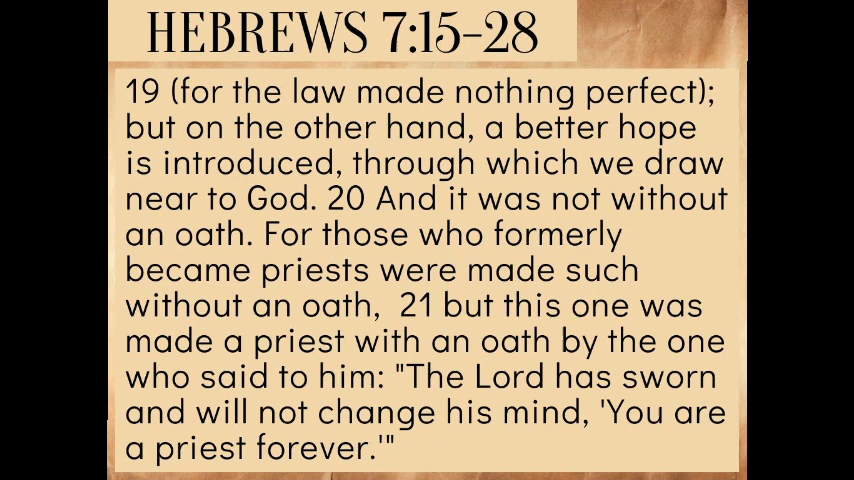 HEBREWS 7:15-28
19 (for the law made nothing perfect);
but on the other hand, a better hope
is introduced, through which we draw
near to God. 20 And it was not without
an oath. For those who formerly
became priests were made such
without an oath,  21 but this one was
made a priest with an oath by the one
who said to him: "The Lord has sworn
and will not change his mind, 'You are
a priest forever.'"